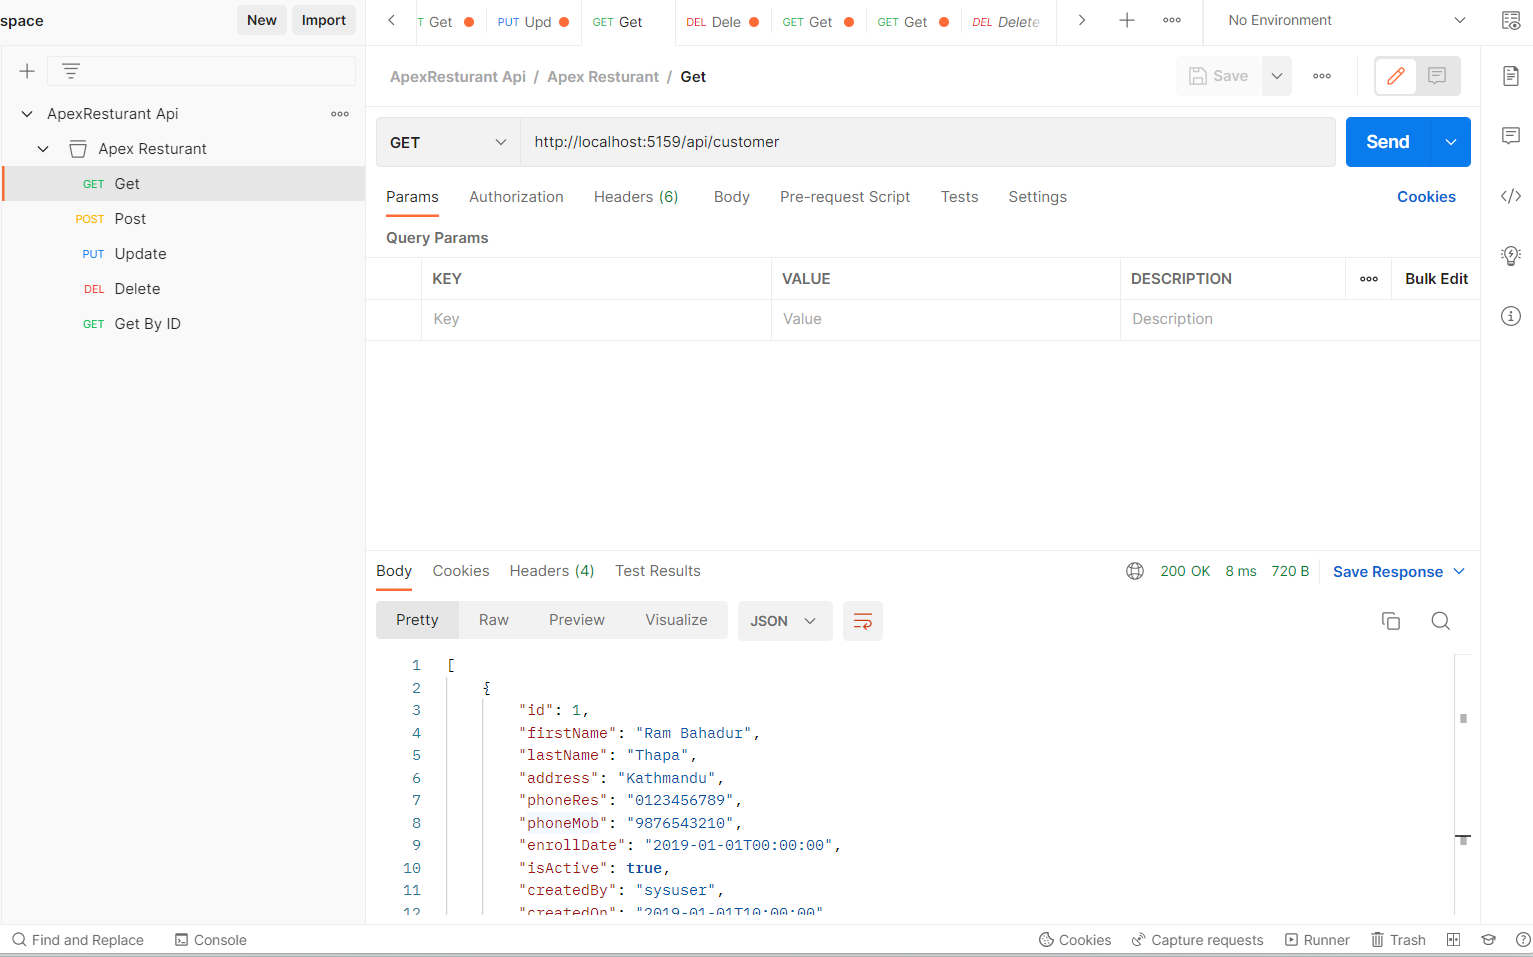 space New Import
Get PUT Upd GET Get DEL Dele GET Get GET Get DEL Delete No Environment
ApexResturant Api / Apex Resturant / Get Save
ApexResturant Api
Apex Resturant
GET Get
POST Post
PUT Update
DEL Delete
GET Get By ID
GET http://localhost:5159/api/customer Send
Params Authorization Headers (6) Body Pre-request Script Tests Settings Cookies
Query Params
KEY VALUE DESCRIPTION Bulk Edit
Key Value Description
Body Cookies Headers (4) Test Results 200 OK 8 ms 720 B Save Response
Pretty Raw Preview Visualize JSON
1 [
2 {
3 "id": 1,
4 "firstName": "Ram Bahadur",
5 "lastName": "Thapa",
6 "address": "Kathmandu",
7 "phoneRes": "0123456789",
8 "phoneMob": "9876543210",
9 "enrollDate": "2019-01-01T00:00:00",
10 "isActive": true,
11 "createdBy": "sysuser",
12 "createdOn": "2019-01-01T10:00:00"
Find and Replace Console Cookies Capture requests Runner Trash